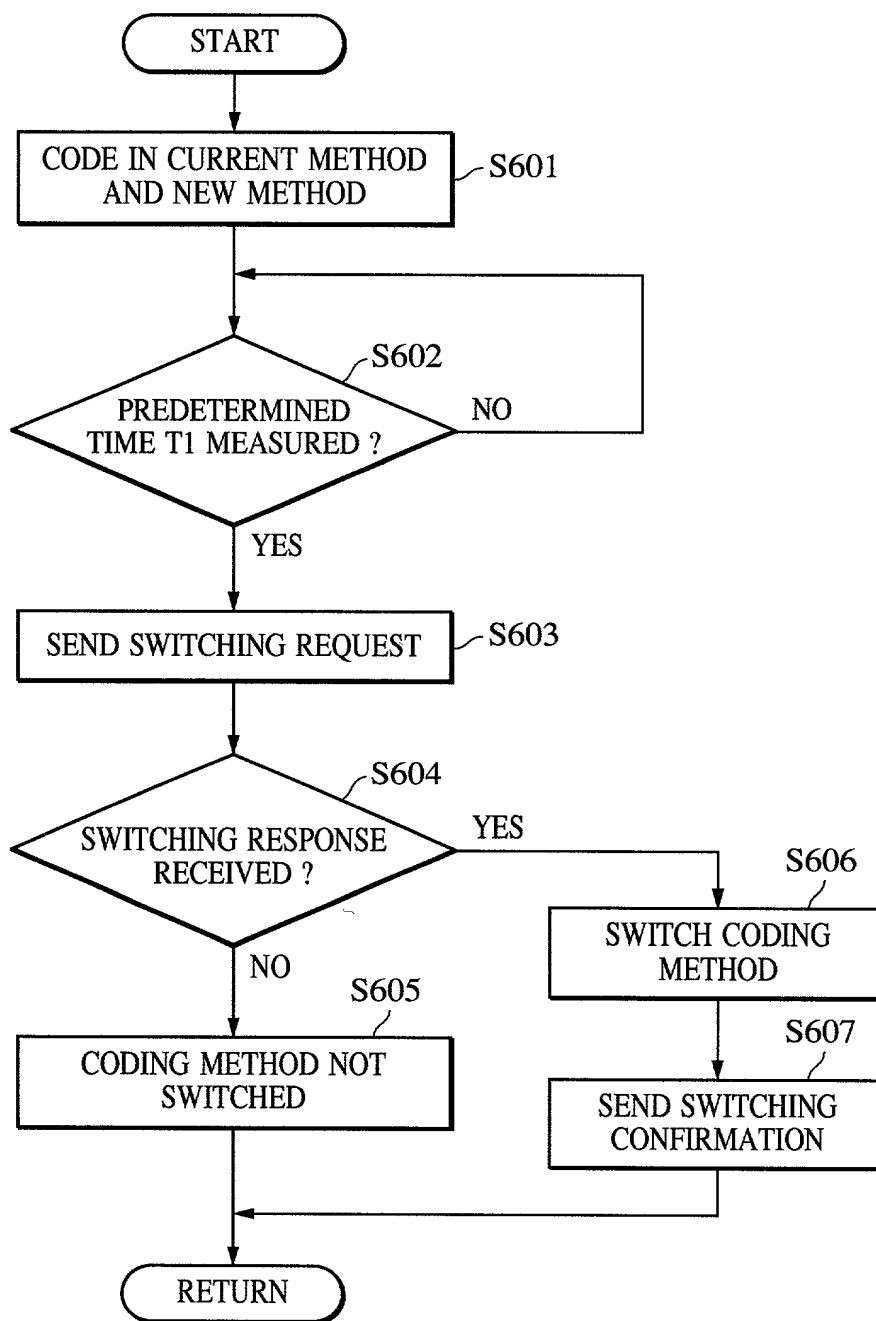 START
CODE IN CURRENT METHOD
AND NEW METHOD
S601
S602
PREDETERMINED
TIME T1 MEASURED ?
NO
YES
SEND SWITCHING REQUEST
S603
S604
SWITCHING RESPONSE
RECEIVED ?
YES
NO
S606
SWITCH CODING
METHOD
S605
CODING METHOD NOT
SWITCHED
S607
SEND SWITCHING
CONFIRMATION
RETURN